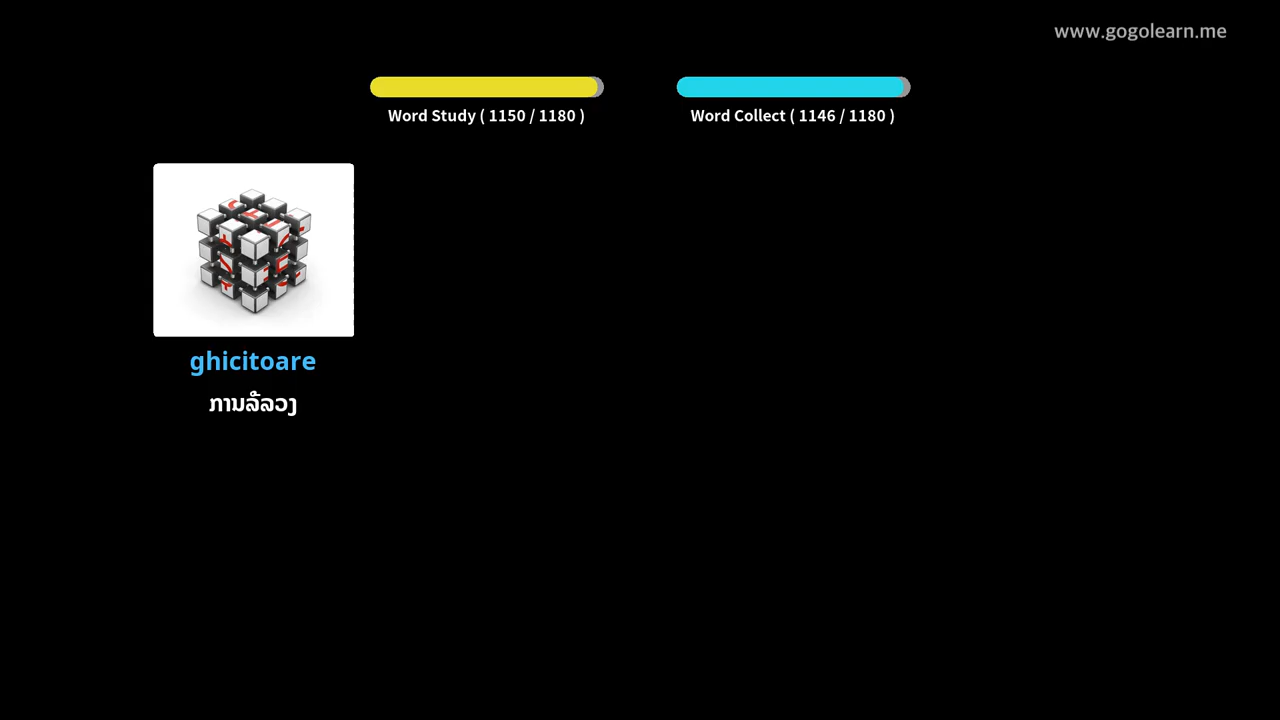 www.gogolearn.me
Word Study ( 1150 / 1180 )
Word Collect ( 1146 / 1180 )
ghicitoare
ການລໍ້ລວງ